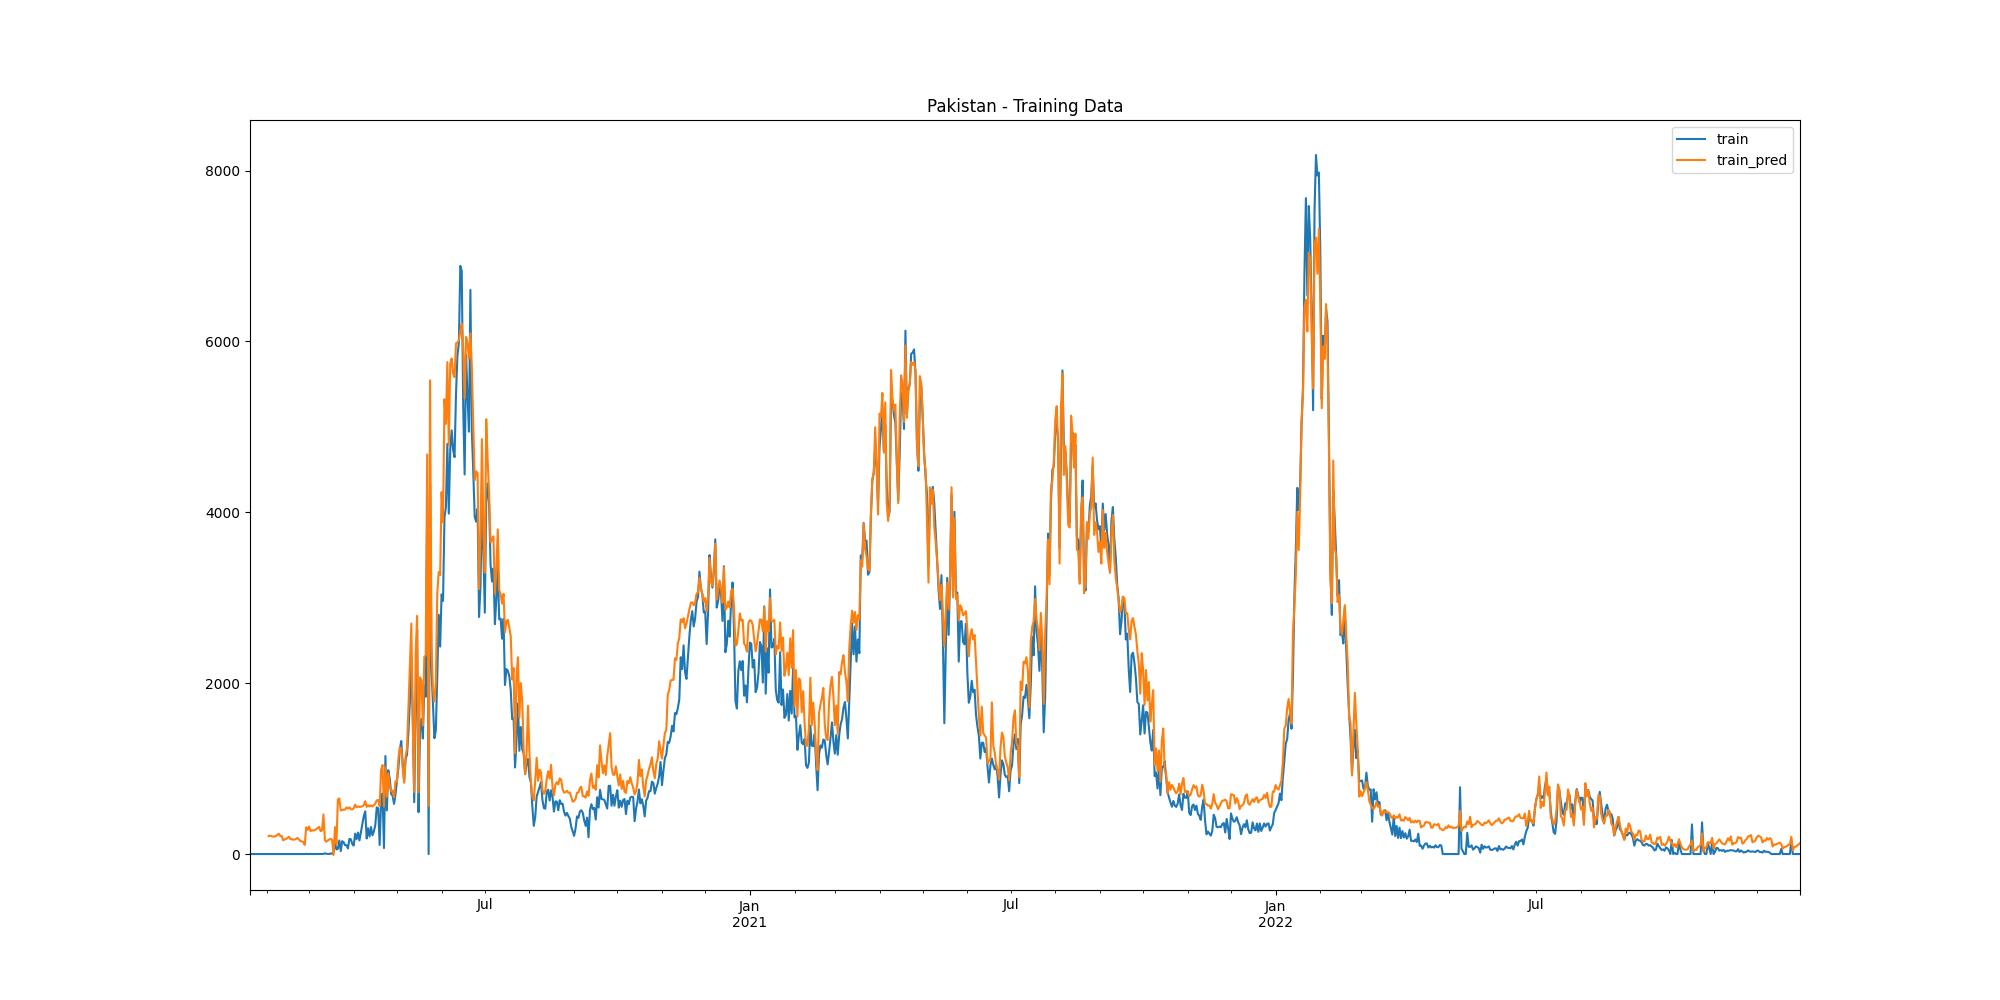 Pakistan - Training Data
train
train_pred
8000
6000
4000
2000
0
Jul
Jan
2021
Jul
Jan
2022
Jul